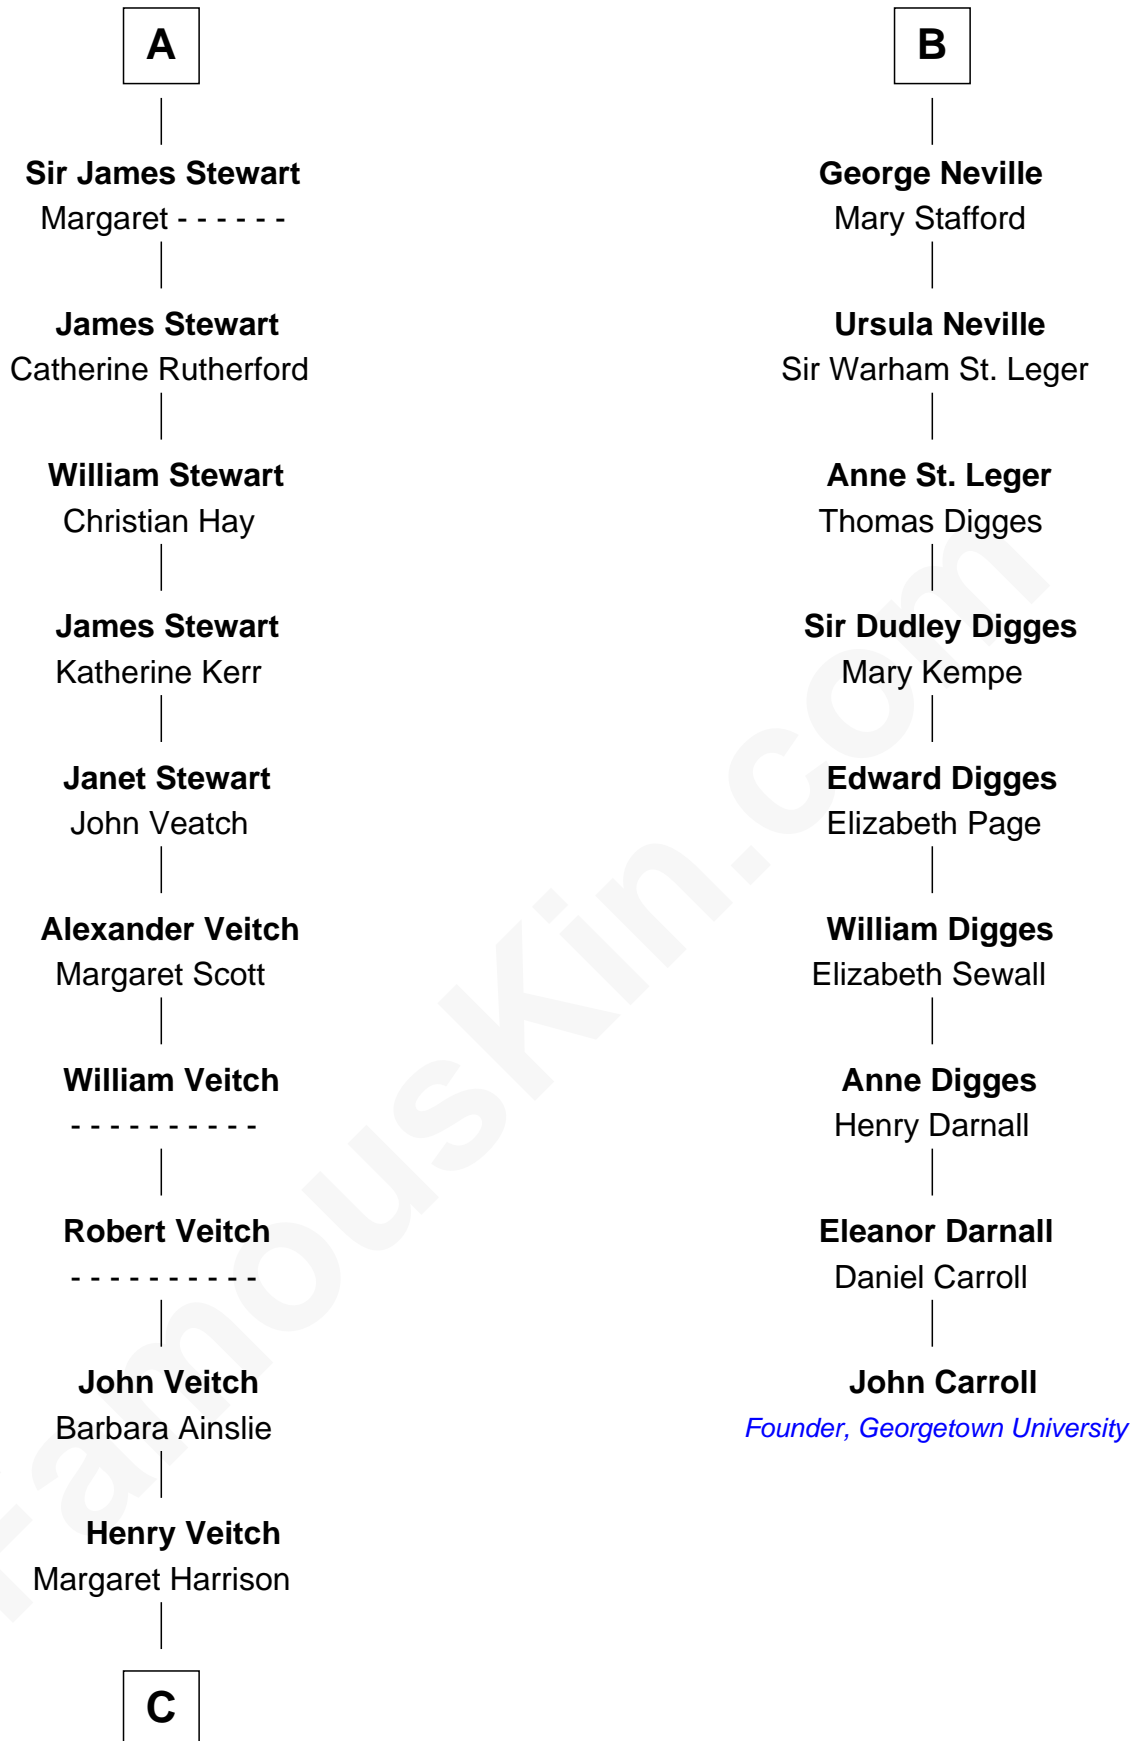 A
Sir James Stewart
Margaret - - - - - -
James Stewart
Catherine Rutherford
William Stewart
Christian Hay
James Stewart
Katherine Kerr
Janet Stewart
John Veatch
Alexander Veitch
Margaret Scott
William Veitch
- - - - - - - - - -
Robert Veitch
- - - - - - - - - -
John Veitch
Barbara Ainslie
Henry Veitch
Margaret Harrison
C
B
George Neville
Mary Stafford
Ursula Neville
Sir Warham St. Leger
Anne St. Leger
Thomas Digges
Sir Dudley Digges
Mary Kempe
Edward Digges
Elizabeth Page
William Digges
Elizabeth Sewall
Anne Digges
Henry Darnall
Eleanor Darnall
Daniel Carroll
John Carroll
Founder, Georgetown University
FamousKin.com